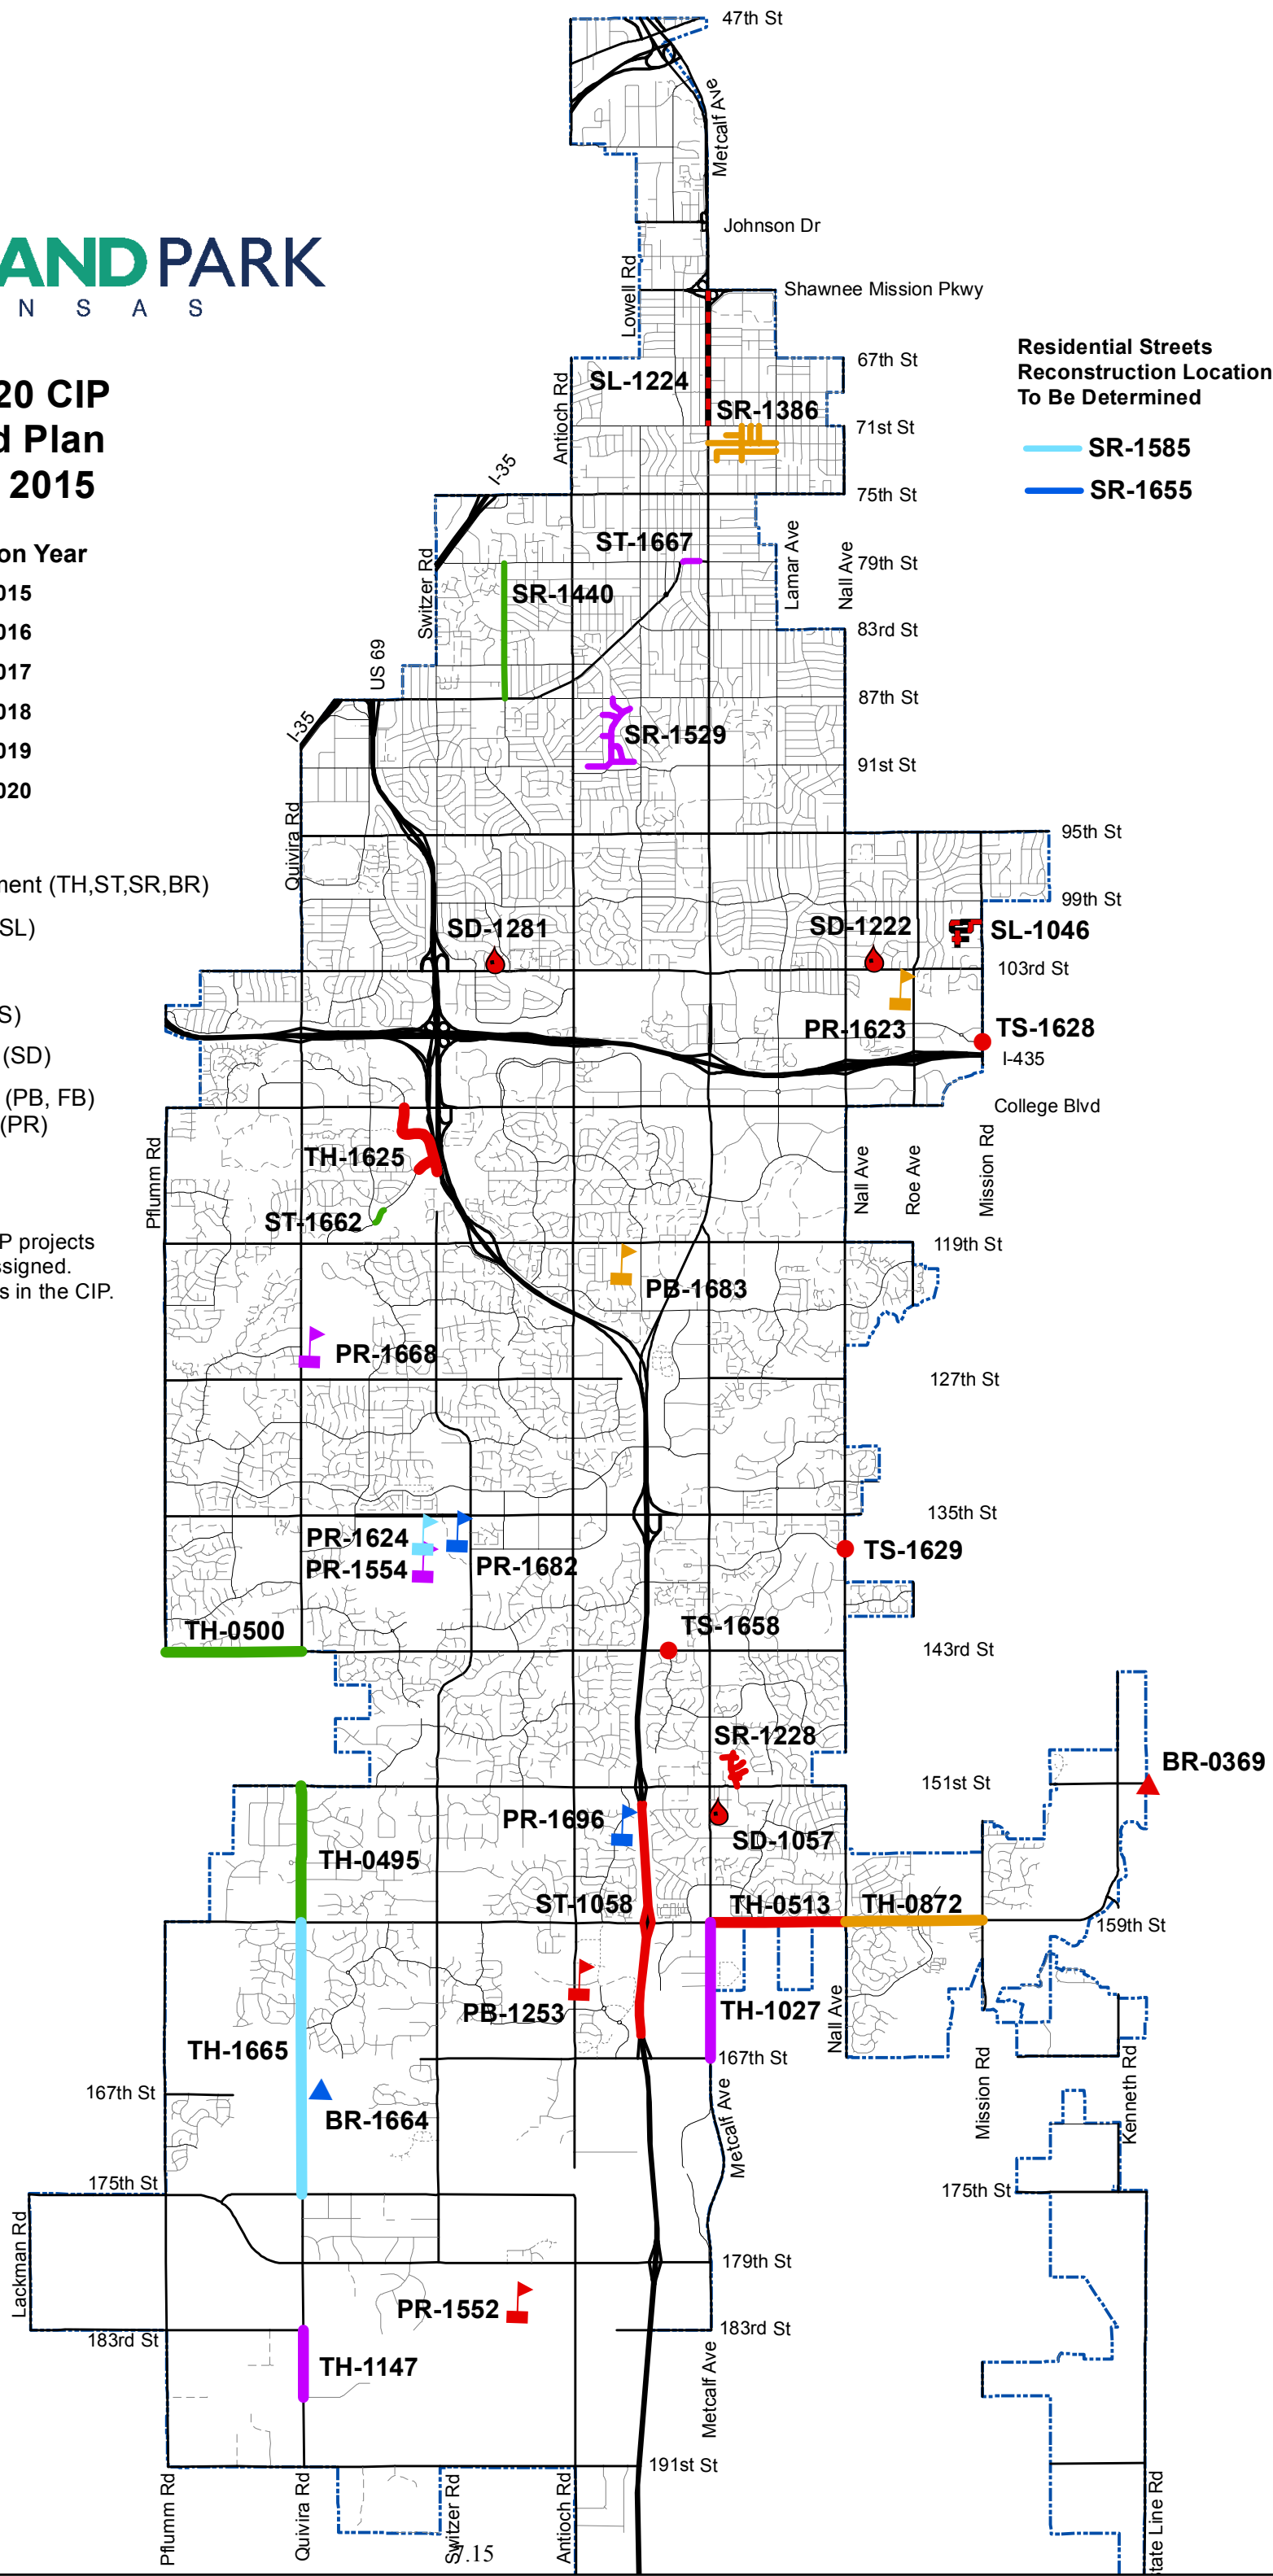 47th St
Metcalf Ave
Johnson Dr
ANDPARK
N S A S
Lowell Rd
Shawnee Mission Pkwy
Residential Streets
Reconstruction Location
To Be Determined
SR-1585
SR-1655
67th St
20 CIP
d Plan
2015
Antioch Rd
SL-1224
SR-1386
71st St
I-35
75th St
on Year
015
016
017
018
019
020
ST-1667
Switzer Rd
SR-1440
Lamar Ave
Nall Ave
79th St
83rd St
US 69
87th St
I-35
SR-1529
91st St
Quivira Rd
95th St
ment (TH,ST,SR,BR)
SL)
S)
(SD)
(PB, FB)
(PR)
99th St
SD-1281
SD-1222
SL-1046
103rd St
PR-1623
TS-1628
I-435
College Blvd
Pflumm Rd
TH-1625
Nall Ave
Roe Ave
Mission Rd
ST-1662
P projects
ssigned.
s in the CIP.
119th St
PB-1683
PR-1668
127th St
135th St
PR-1624
PR-1554
PR-1682
TS-1629
TH-0500
TS-1658
143rd St
SR-1228
151st St
BR-0369
PR-1696
SD-1057
TH-0495
ST-1058
TH-0513
TH-0872
159th St
PB-1253
TH-1027
Nall Ave
TH-1665
167th St
167th St
BR-1664
Metcalf Ave
Mission Rd
Kenneth Rd
175th St
175th St
Lackman Rd
179th St
PR-1552
183rd St
183rd St
TH-1147
Metcalf Ave
191st St
Pflumm Rd
Quivira Rd
Switzer Rd
Antioch Rd
tate Line Rd
7.15